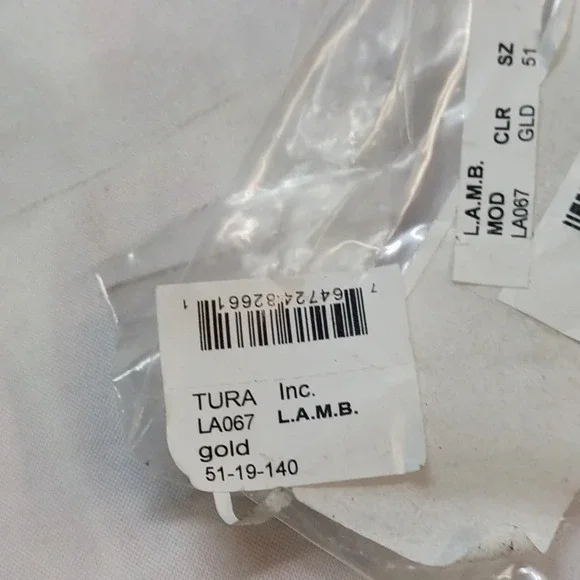 L.A.M.B.
MOD CLR SZ
LA067 GLD 51
7 64724 82661 1
TURA Inc.
LA067 L.A.M.B.
gold
51-19-140